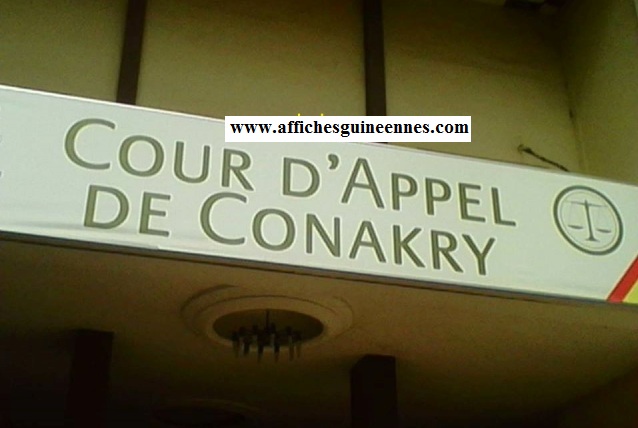 www.affichesguineennes.com
COUR D'APPEL
DE CONAKRY